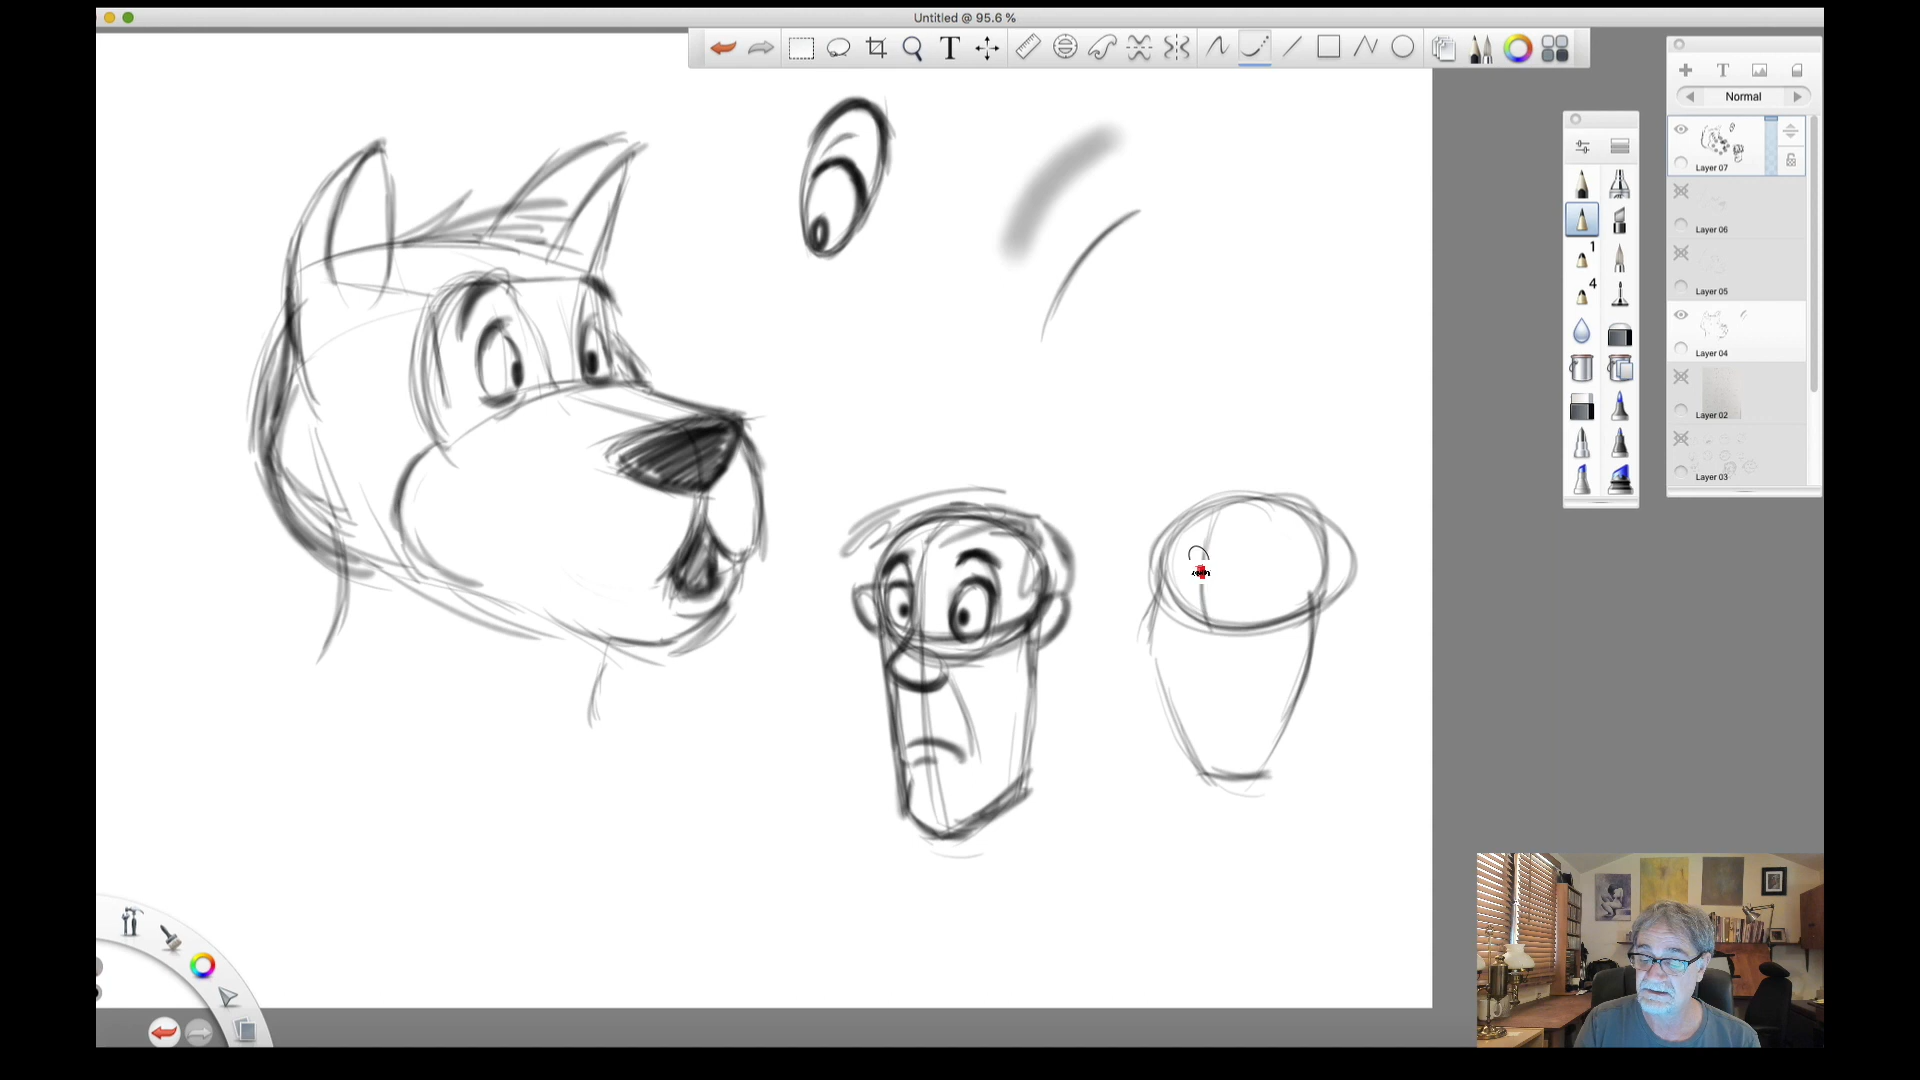 Untitled @ 95.6 %
T
T
Normal
Layer 07
Layer 06
1
Layer 05
4
Layer 04
Layer 02
Layer 03